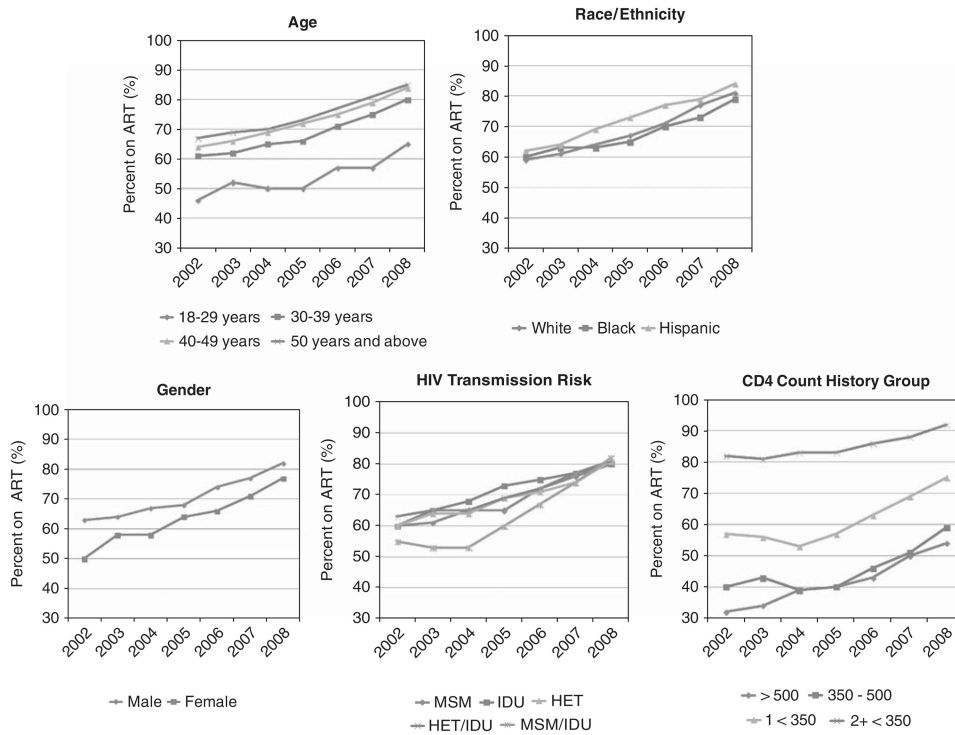 Age
Percent on ART (%)
100
90
80
70
60
50
40
30
2002 2003 2004 2005 2006 2007 2008
18-29 years 30-39 years
40-49 years 50 years and above
Race/Ethnicity
Percent on ART (%)
100
90
80
70
60
50
40
30
2002 2003 2004 2005 2006 2007 2008
White Black Hispanic
Gender
Percent on ART (%)
100
90
80
70
60
50
40
30
2002 2003 2004 2005 2006 2007 2008
Male Female
HIV Transmission Risk
Percent on ART (%)
100
90
80
70
60
50
40
30
2002 2003 2004 2005 2006 2007 2008
MSM IDU HET
HET/IDU MSM/IDU
CD4 Count History Group
Percent on ART (%)
100
90
80
70
60
50
40
30
2002 2003 2004 2005 2006 2007 2008
> 500 350 - 500
1 < 350 2+ < 350